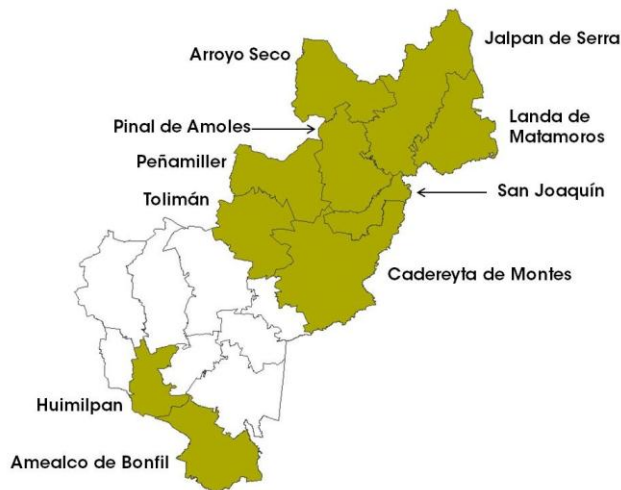 Jalpan de Serra
Arroyo Seco
Landa de
Matamoros
Pinal de Amoles
Peñamiller
San Joaquín
Tolimán
Cadereyta de Montes
Huimilpan
Amealco de Bonfil